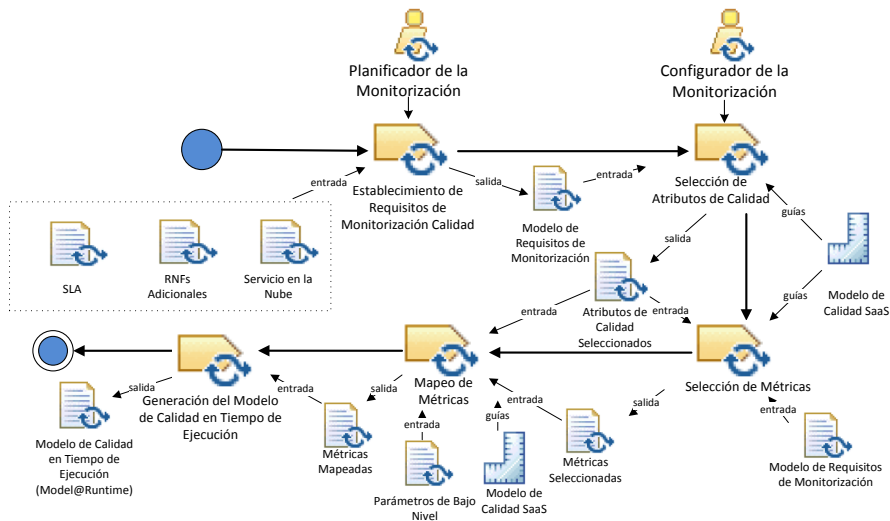 Planificador de la
Monitorización
Configurador de la
Monitorización
entrada
salida
entrada
Establecimiento de
Requisitos de
Monitorización Calidad
Modelo de
Requisitos de
Monitorización
Selección de
Atributos de Calidad
guías
salida
SLA
RNFs
Adicionales
Servicio en la
Nube
entrada
entrada
guías
Atributos de
Calidad
Seleccionados
Modelo de
Calidad SaaS
Mapeo de
Métricas
Selección de Métricas
salida
Generación del Modelo
de Calidad en Tiempo de
Ejecución
entrada
salida
entrada
salida
entrada
Modelo de Calidad
en Tiempo de
Ejecución
(Model@Runtime)
Métricas
Mapeadas
entrada
guías
Parámetros de Bajo
Nivel
Modelo de
Calidad SaaS
Métricas
Seleccionadas
Modelo de Requisitos
de Monitorización